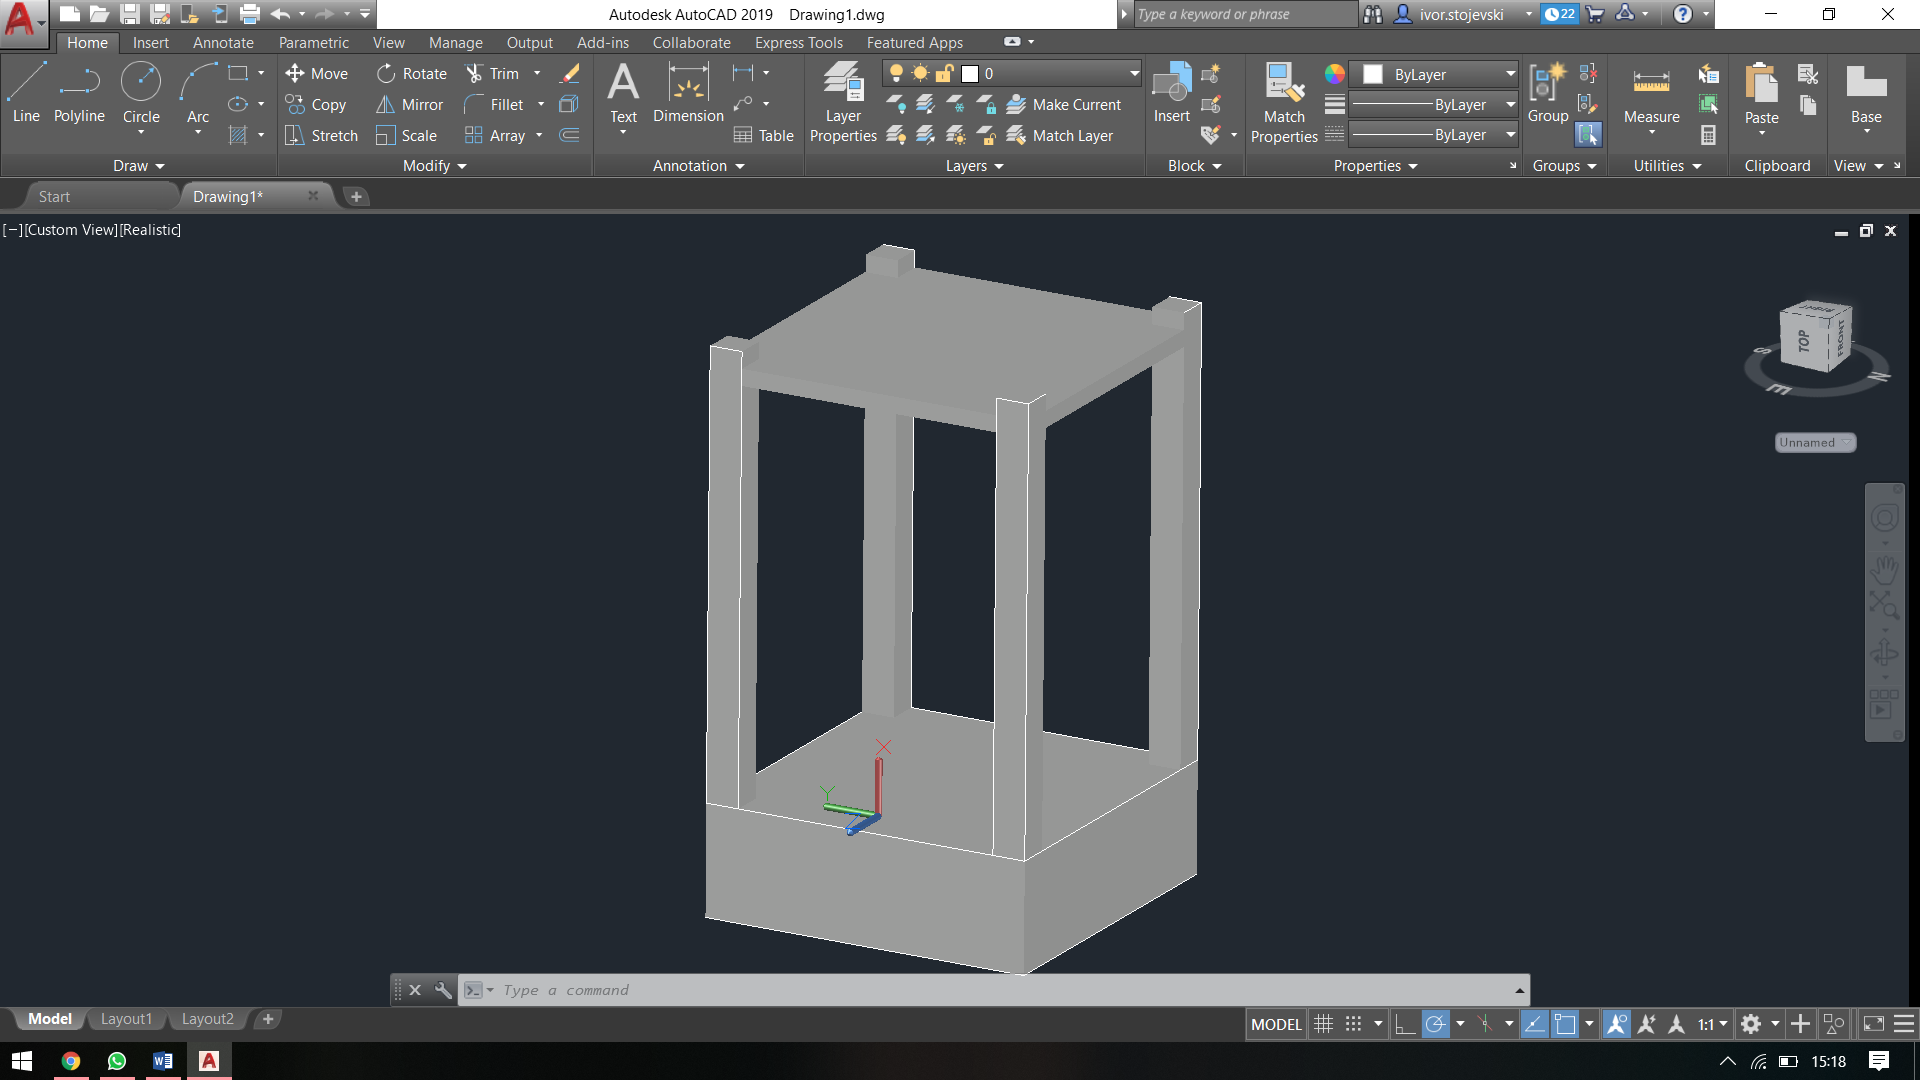 Autodesk AutoCAD 2019 Drawing1.dwg
Type a keyword or phrase
ivor.stojevski
22
Home Insert Annotate Parametric View Manage Output Add-ins Collaborate Express Tools Featured Apps
Line Polyline Circle Arc
Move Rotate Trim
Copy Mirror Fillet
Stretch Scale Array
Text Dimension
Table
Layer Properties
0
Make Current
Match Layer
Insert
Match Properties
ByLayer
ByLayer
ByLayer
Group
Measure
Paste
Base
Draw Modify Annotation Layers Block Properties Groups Utilities Clipboard View
Start Drawing1*
[−][Custom View][Realistic]
RIGHT
TOP
FRONT
S
E
N
Unnamed
X
Y
Type a command
Model Layout1 Layout2
MODEL
1:1
15:18